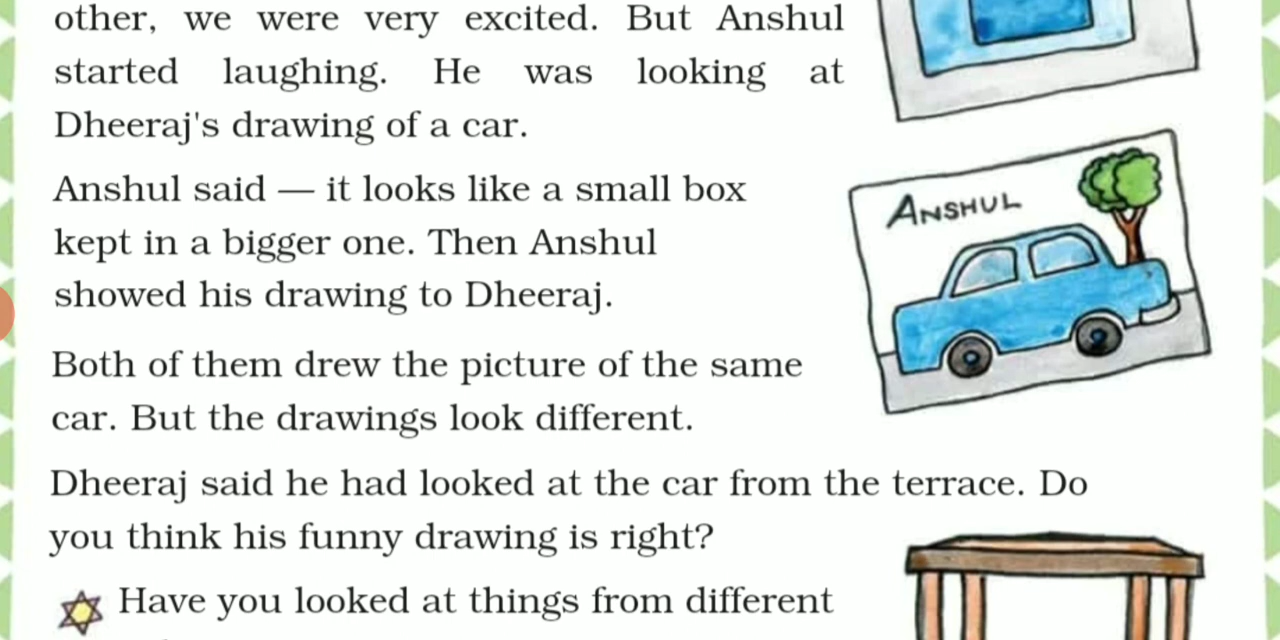 other, we were very excited. But Anshul
started laughing. He was looking at
Dheeraj's drawing of a car.
ANSHUL
Anshul said — it looks like a small box
kept in a bigger one. Then Anshul
showed his drawing to Dheeraj.
Both of them drew the picture of the same
car. But the drawings look different.
Dheeraj said he had looked at the car from the terrace. Do
you think his funny drawing is right?
Have you looked at things from different